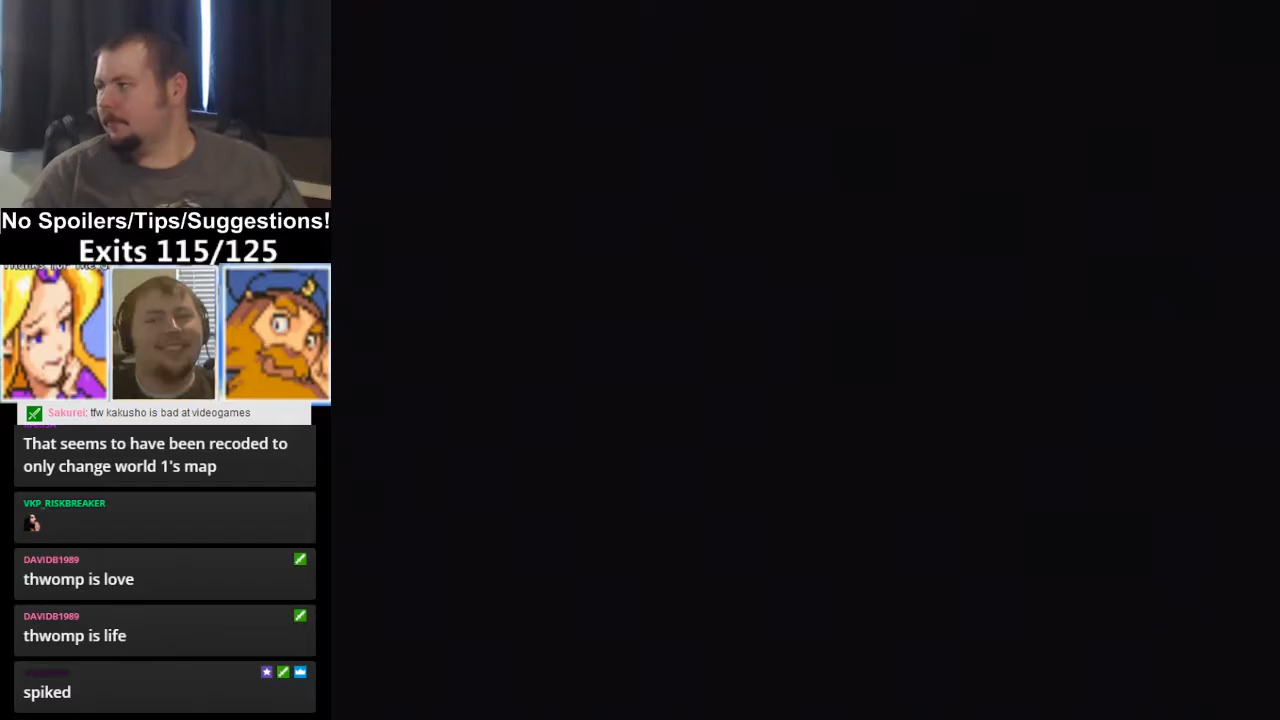 No Spoilers/Tips/Suggestions!
Exits 115/125
Sakurei: tfw kakusho is bad at videogames
That seems to have been recoded to
only change world 1's map
VKP_RISKBREAKER
DAVIDB1989
thwomp is love
DAVIDB1989
thwomp is life
spiked